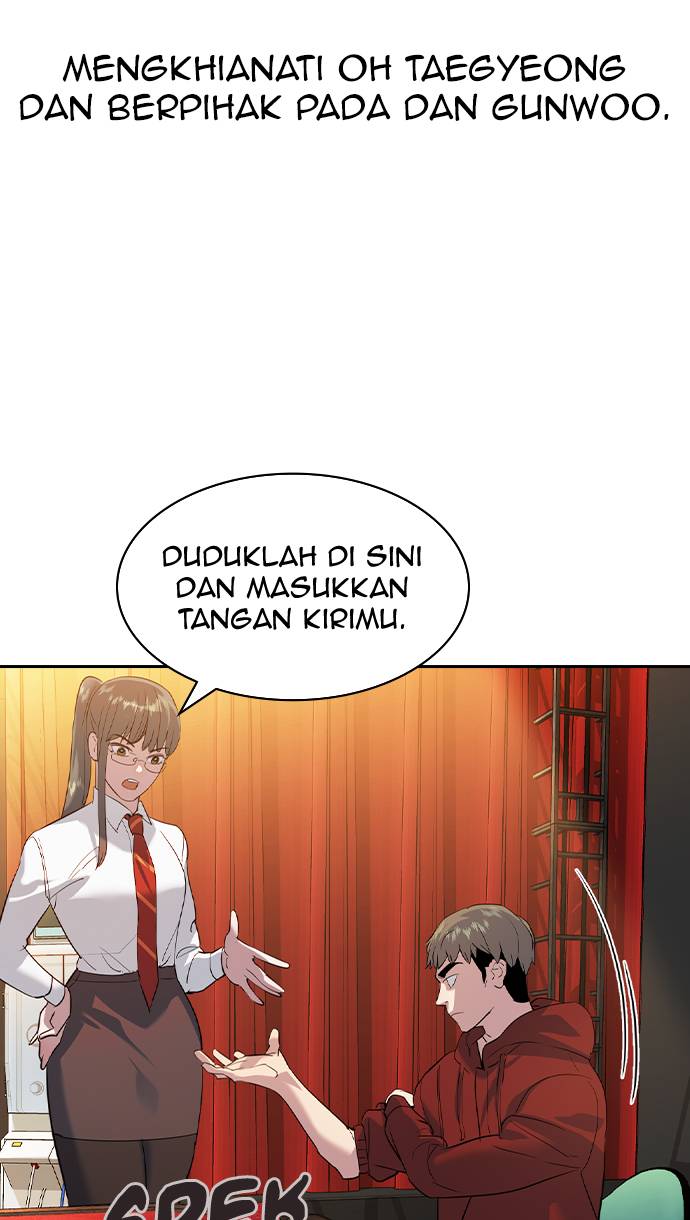 MENGKHIANATI OH TAEGYEONG
DAN BERPIHAK PADA DAN GUNWOO.
DUDUKLAH DI SINI
DAN MASUKKAN
TANGAN KIRIMU.